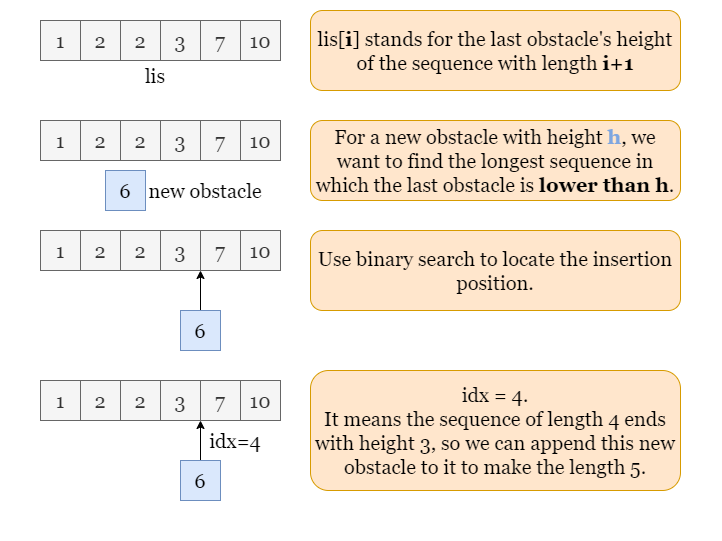 1 2 2 3 7 10
lis
lis[i] stands for the last obstacle's height
of the sequence with length i+1
1 2 2 3 7 10
6 new obstacle
For a new obstacle with height h, we
want to find the longest sequence in
which the last obstacle is lower than h.
1 2 2 3 7 10
6
Use binary search to locate the insertion
position.
1 2 2 3 7 10
idx=4
6
idx = 4.
It means the sequence of length 4 ends
with height 3, so we can append this new
obstacle to it to make the length 5.